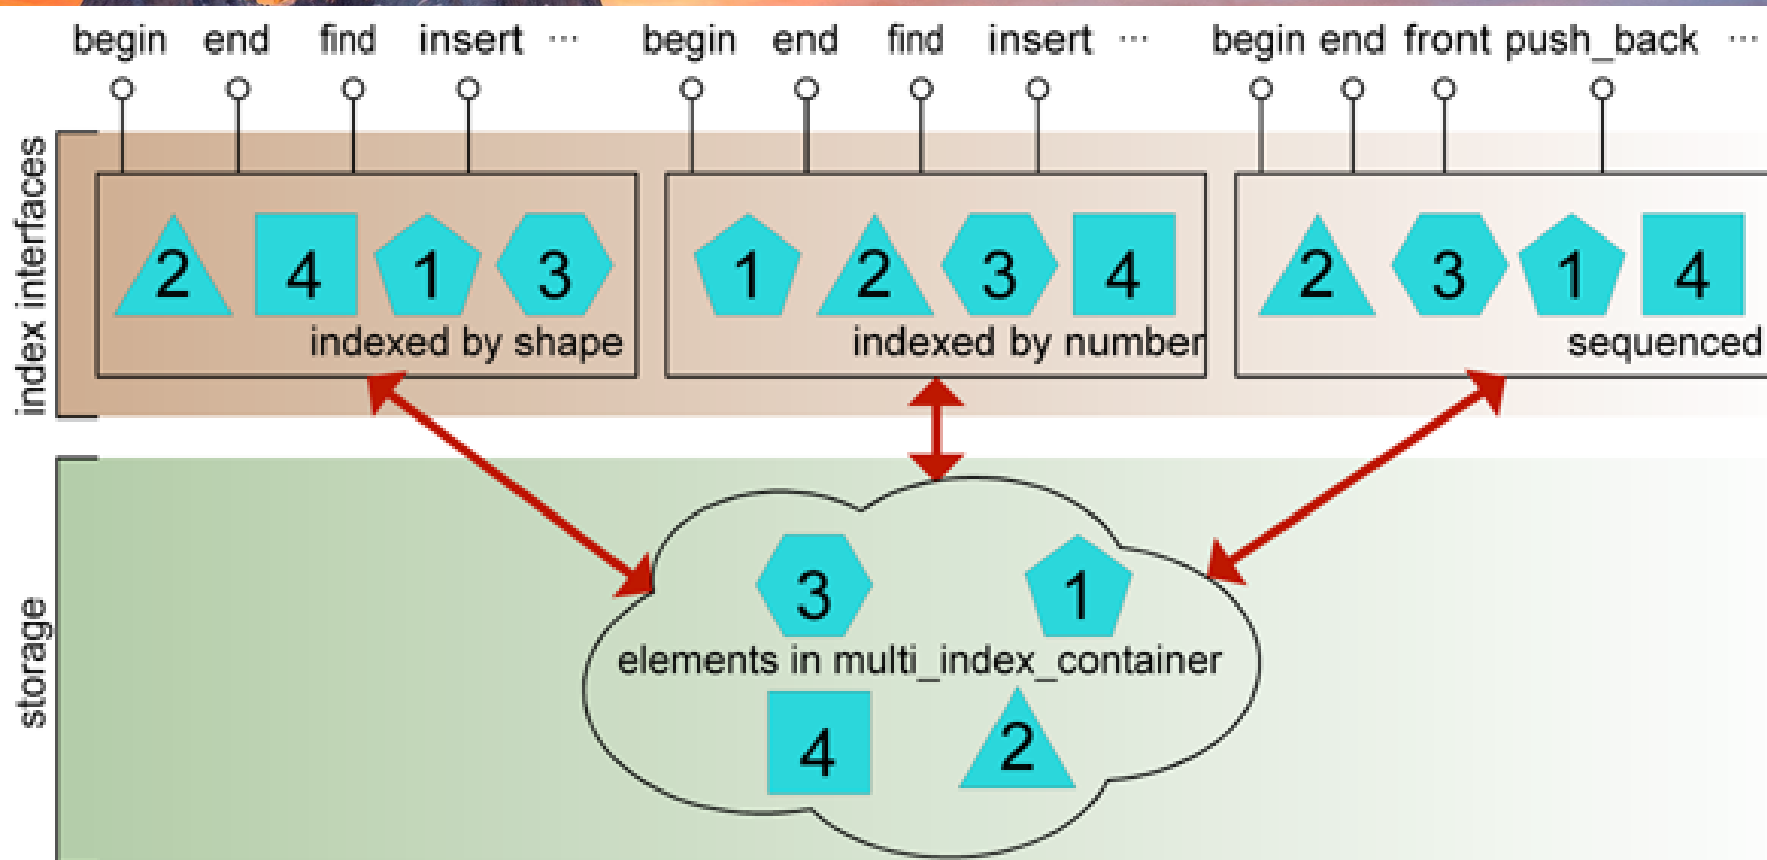 begin end find insert ... begin end find insert ... begin end front push_back ...
index interfaces
2 4 1 3 1 2 3 4 2 3 1 4
indexed by shape indexed by number sequenced
storage
3 1
elements in multi_index_container
4 2